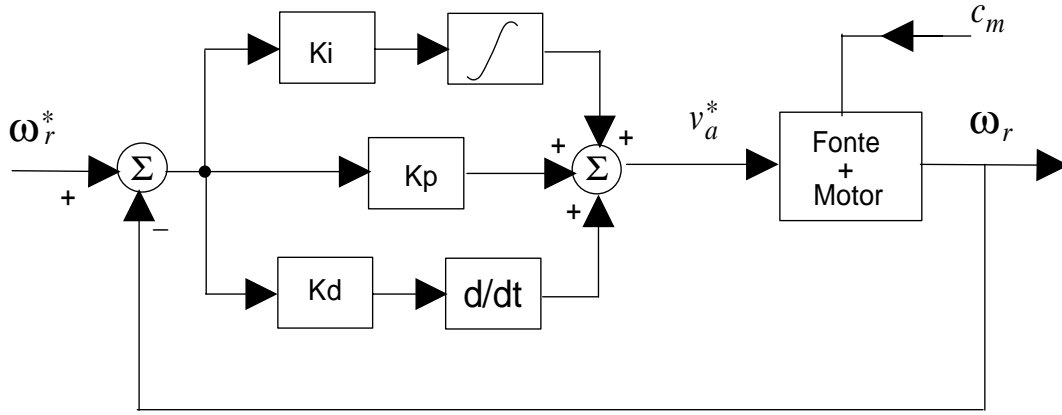 c_m
Ki
∫
ω_r^*
+
−
Σ
Kp
+
+
+
Σ
v_a^*
Fonte
+
Motor
ω_r
Kd
d/dt